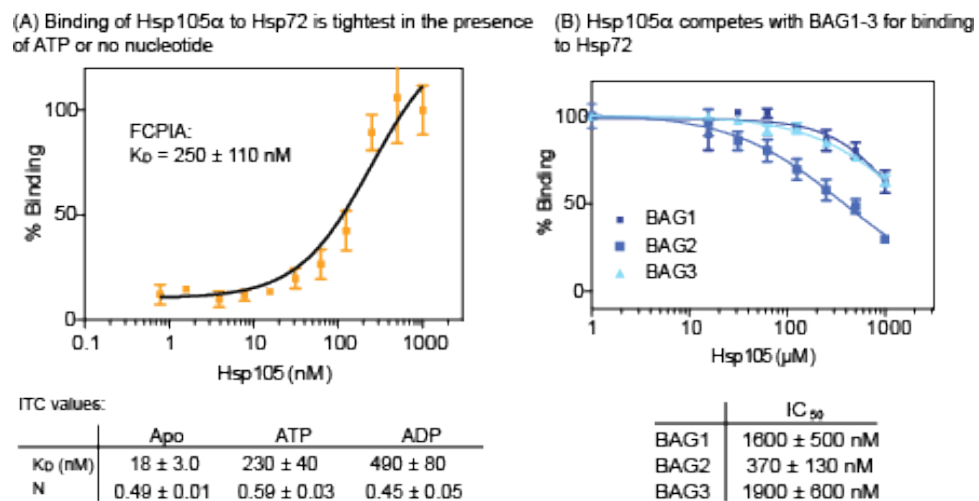 (A) Binding of Hsp105α to Hsp72 is tightest in the presence
of ATP or no nucleotide
100
50
0
% Binding
FCPIA:
KD = 250 ± 110 nM
0.1 1 10 100 1000
Hsp105 (nM)
ITC values:
Apo ATP ADP
KD (nM) 18 ± 3.0 230 ± 40 490 ± 80
N 0.49 ± 0.01 0.59 ± 0.03 0.45 ± 0.05
(B) Hsp105α competes with BAG1-3 for binding
to Hsp72
100
50
0
% Binding
BAG1
BAG2
BAG3
1 10 100 1000
Hsp105 (µM)
IC50
BAG1 1600 ± 500 nM
BAG2 370 ± 130 nM
BAG3 1900 ± 600 nM